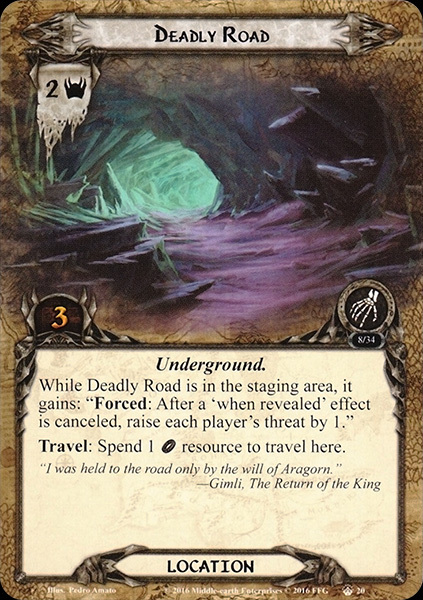 Deadly Road
2
3
8/34
Underground.
While Deadly Road is in the staging area, it
gains: “Forced: After a ‘when revealed’ effect
is canceled, raise each player’s threat by 1.”
Travel: Spend 1 resource to travel here.
“I was held to the road only by the will of Aragorn.”
—Gimli, The Return of the King
LOCATION
Illus. Pedro Amato
© 2016 Middle-earth Enterprises © 2016 FFG
20